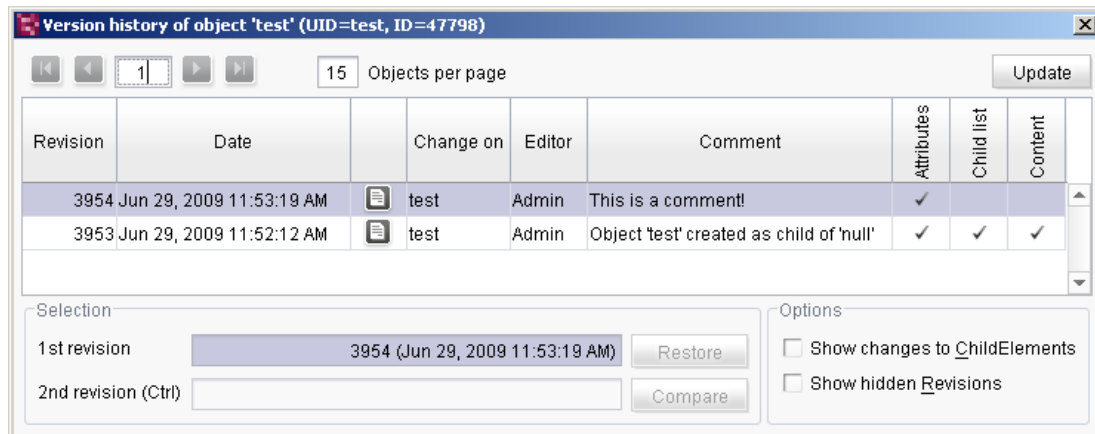 Version history of object 'test' (UID=test, ID=47798)
1 15 Objects per page Update
Revision Date Change on Editor Comment Attributes Child list Content
3954 Jun 29, 2009 11:53:19 AM test Admin This is a comment!
3953 Jun 29, 2009 11:52:12 AM test Admin Object 'test' created as child of 'null'
Selection Options
1st revision 3954 (Jun 29, 2009 11:53:19 AM) Restore Show changes to ChildElements
2nd revision (Ctrl) Compare Show hidden Revisions